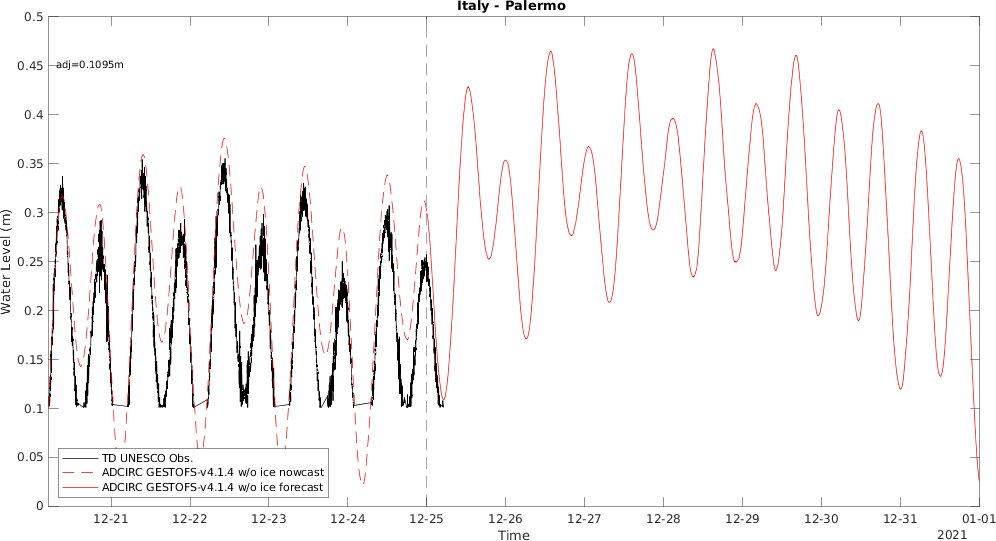 Italy - Palermo
0.5
0.45
adj=0.1095m
0.4
0.35
0.3
0.25
0.2
0.15
0.1
0.05
0
Water Level (m)
TD UNESCO Obs.
ADCIRC GESTOFS-v4.1.4 w/o ice nowcast
ADCIRC GESTOFS-v4.1.4 w/o ice forecast
12-21 12-22 12-23 12-24 12-25 12-26 12-27 12-28 12-29 12-30 12-31 01-01
Time
2021